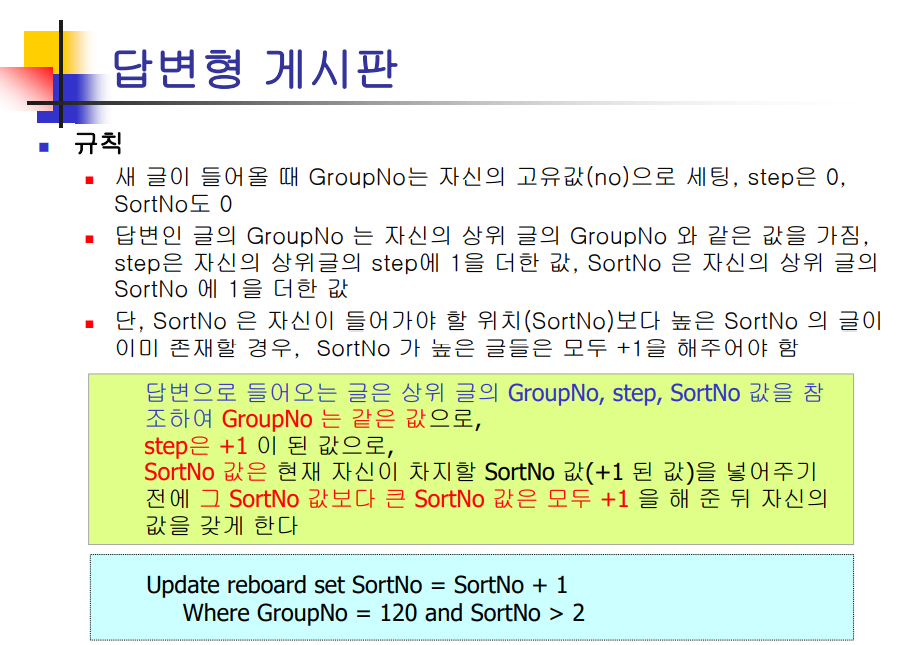 답변형 게시판
규칙
새 글이 들어올 때 GroupNo는 자신의 고유값(no)으로 세팅, step은 0,
SortNo도 0
답변인 글의 GroupNo 는 자신의 상위 글의 GroupNo 와 같은 값을 가짐,
step은 자신의 상위글의 step에 1을 더한 값, SortNo 은 자신의 상위 글의
SortNo 에 1을 더한 값
단, SortNo 은 자신이 들어가야 할 위치(SortNo)보다 높은 SortNo 의 글이
이미 존재할 경우, SortNo 가 높은 글들은 모두 +1을 해주어야 함
답변으로 들어오는 글은 상위 글의 GroupNo, step, SortNo 값을 참
조하여 GroupNo 는 같은 값으로,
step은 +1 이 된 값으로,
SortNo 값은 현재 자신이 차지할 SortNo 값(+1 된 값)을 넣어주기
전에 그 SortNo 값보다 큰 SortNo 값은 모두 +1 을 해 준 뒤 자신의
값을 갖게 한다
Update reboard set SortNo = SortNo + 1
Where GroupNo = 120 and SortNo > 2